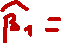 β̂₁ =